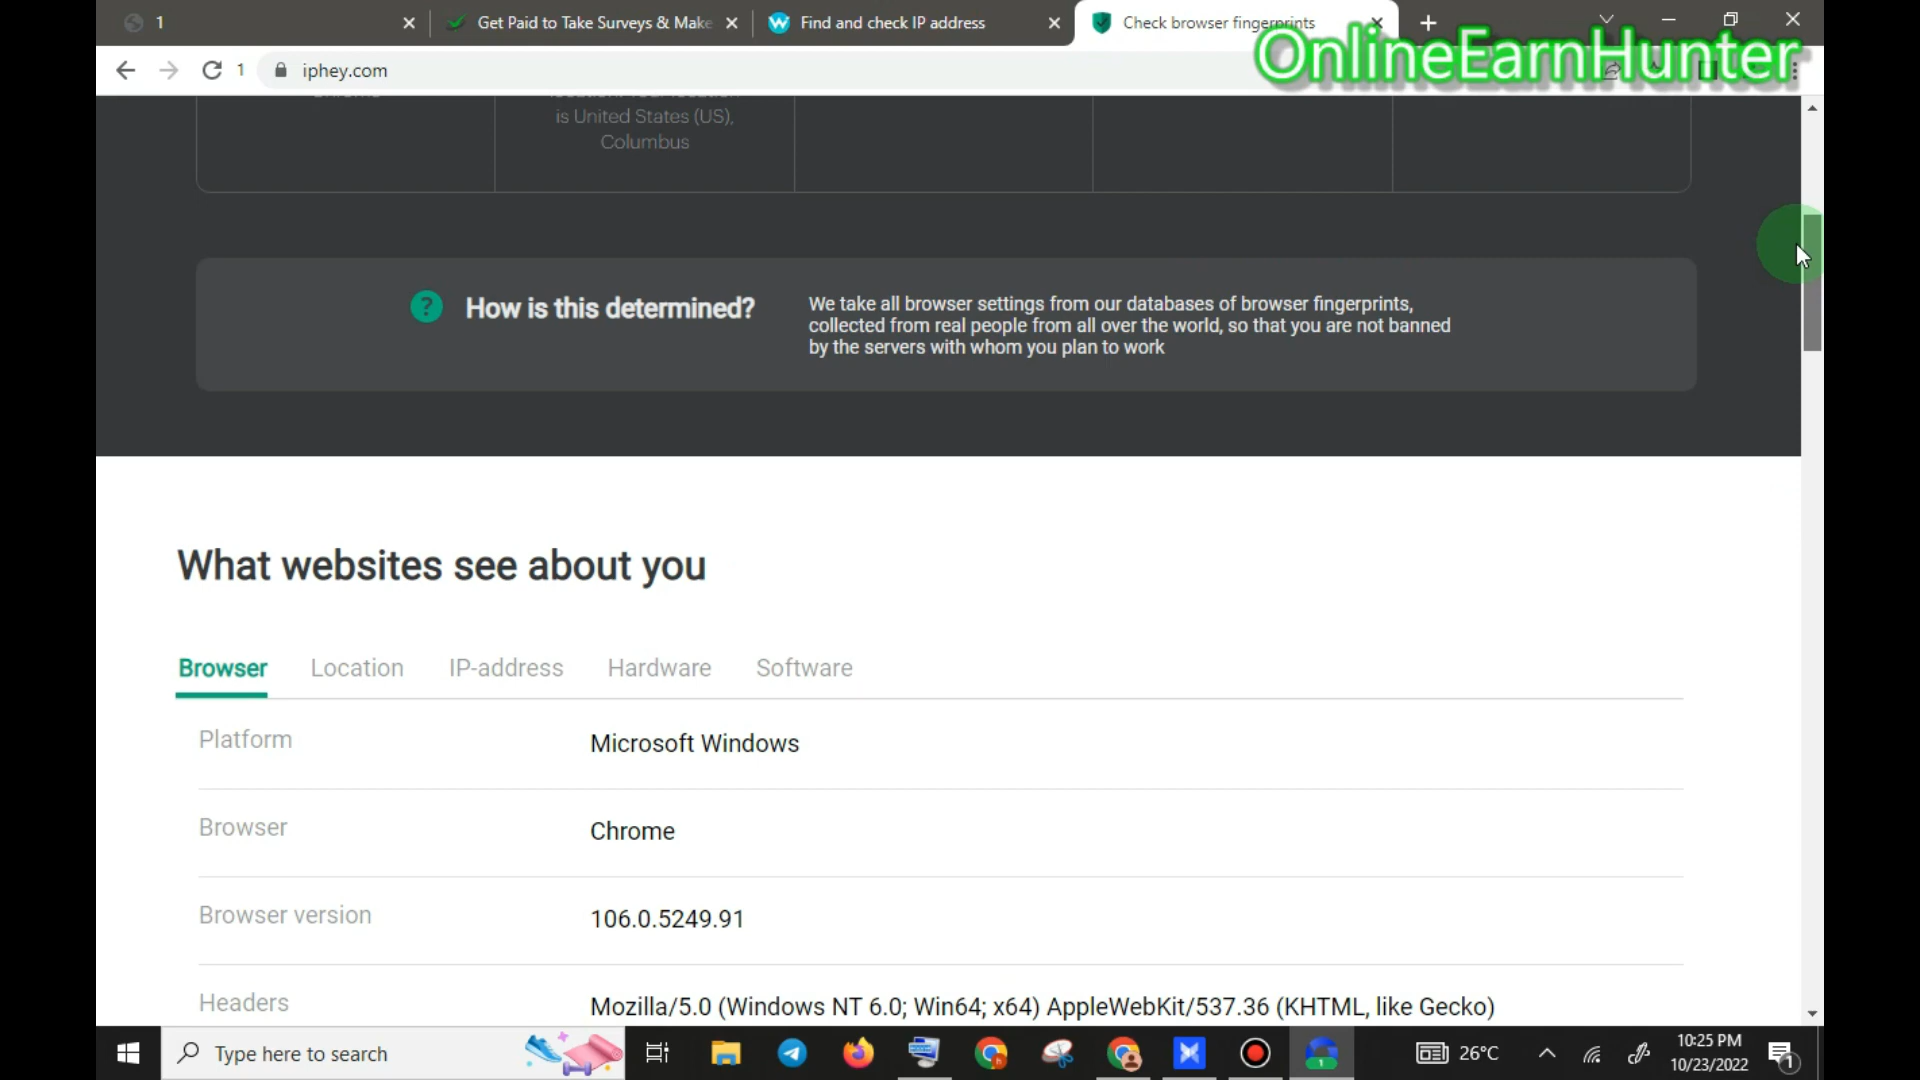 1
Get Paid to Take Surveys & Make
Find and check IP address
Check browser fingerprints
OnlineEarnHunter
1
iphey.com
is United States (US),
Columbus
? How is this determined?
We take all browser settings from our databases of browser fingerprints,
collected from real people from all over the world, so that you are not banned
by the servers with whom you plan to work
What websites see about you
Browser
Location
IP-address
Hardware
Software
Platform
Microsoft Windows
Browser
Chrome
Browser version
106.0.5249.91
Headers
Mozilla/5.0 (Windows NT 6.0; Win64; x64) AppleWebKit/537.36 (KHTML, like Gecko)
Type here to search
1
26°C
10:25 PM
10/23/2022
1